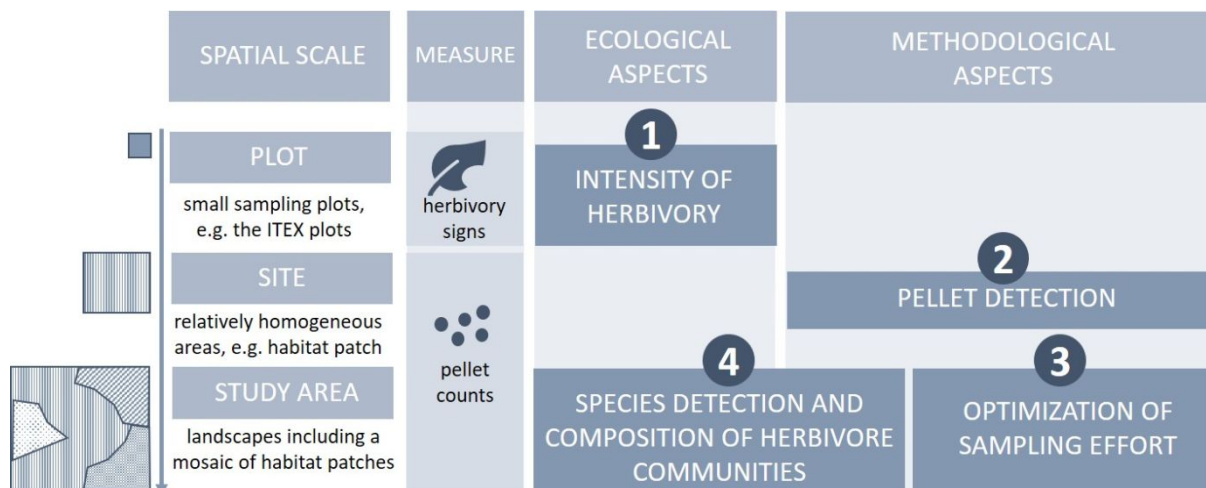 SPATIAL SCALE
MEASURE
ECOLOGICAL
ASPECTS
METHODOLOGICAL
ASPECTS
PLOT
small sampling plots,
e.g. the ITEX plots
herbivory
signs
1
INTENSITY OF
HERBIVORY
SITE
relatively homogeneous
areas, e.g. habitat patch
2
PELLET DETECTION
pellet
counts
STUDY AREA
landscapes including a
mosaic of habitat patches
4
SPECIES DETECTION AND
COMPOSITION OF HERBIVORE
COMMUNITIES
3
OPTIMIZATION OF
SAMPLING EFFORT